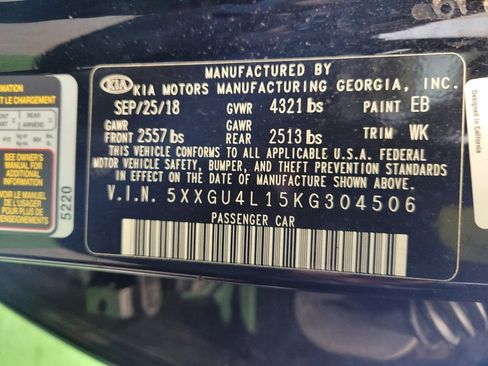 MANUFACTURED BY
KIA KIA MOTORS MANUFACTURING GEORGIA, INC.
SEP/25/18 GVWR 4321 lbs PAINT EB
GAWR GAWR
FRONT 2557 lbs REAR 2513 lbs TRIM WK
THIS VEHICLE CONFORMS TO ALL APPLICABLE U.S.A. FEDERAL
MOTOR VEHICLE SAFETY, BUMPER, AND THEFT PREVENTION
STANDARDS IN EFFECT ON THE DATE OF MANUFACTURE SHOWN ABOVE.
V.I.N. 5XXGU4L15KG304506
PASSENGER CAR
LE CHARGEMENT
REAR
SEE OWNER'S
MANUAL FOR
ADDITIONAL
INFORMATION
MANUEL DE
L'USAGER
POUR PLUS DE
5220
Designed in California